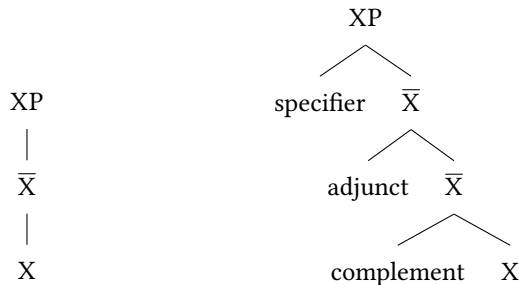 XP
XP
specifier X̅
X̅
adjunct X̅
X
complement X